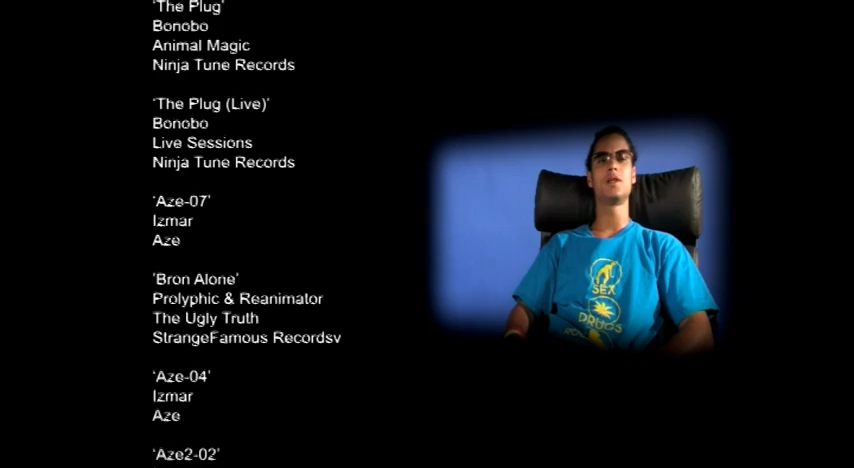 'The Plug'
Bonobo
Animal Magic
Ninja Tune Records
'The Plug (Live)'
Bonobo
Live Sessions
Ninja Tune Records
'Aze-07'
Izmar
Aze
'Bron Alone'
Prolyphic & Reanimator
The Ugly Truth
StrangeFamous Recordsv
'Aze-04'
Izmar
Aze
'Aze2-02'
SEX
DRUGS